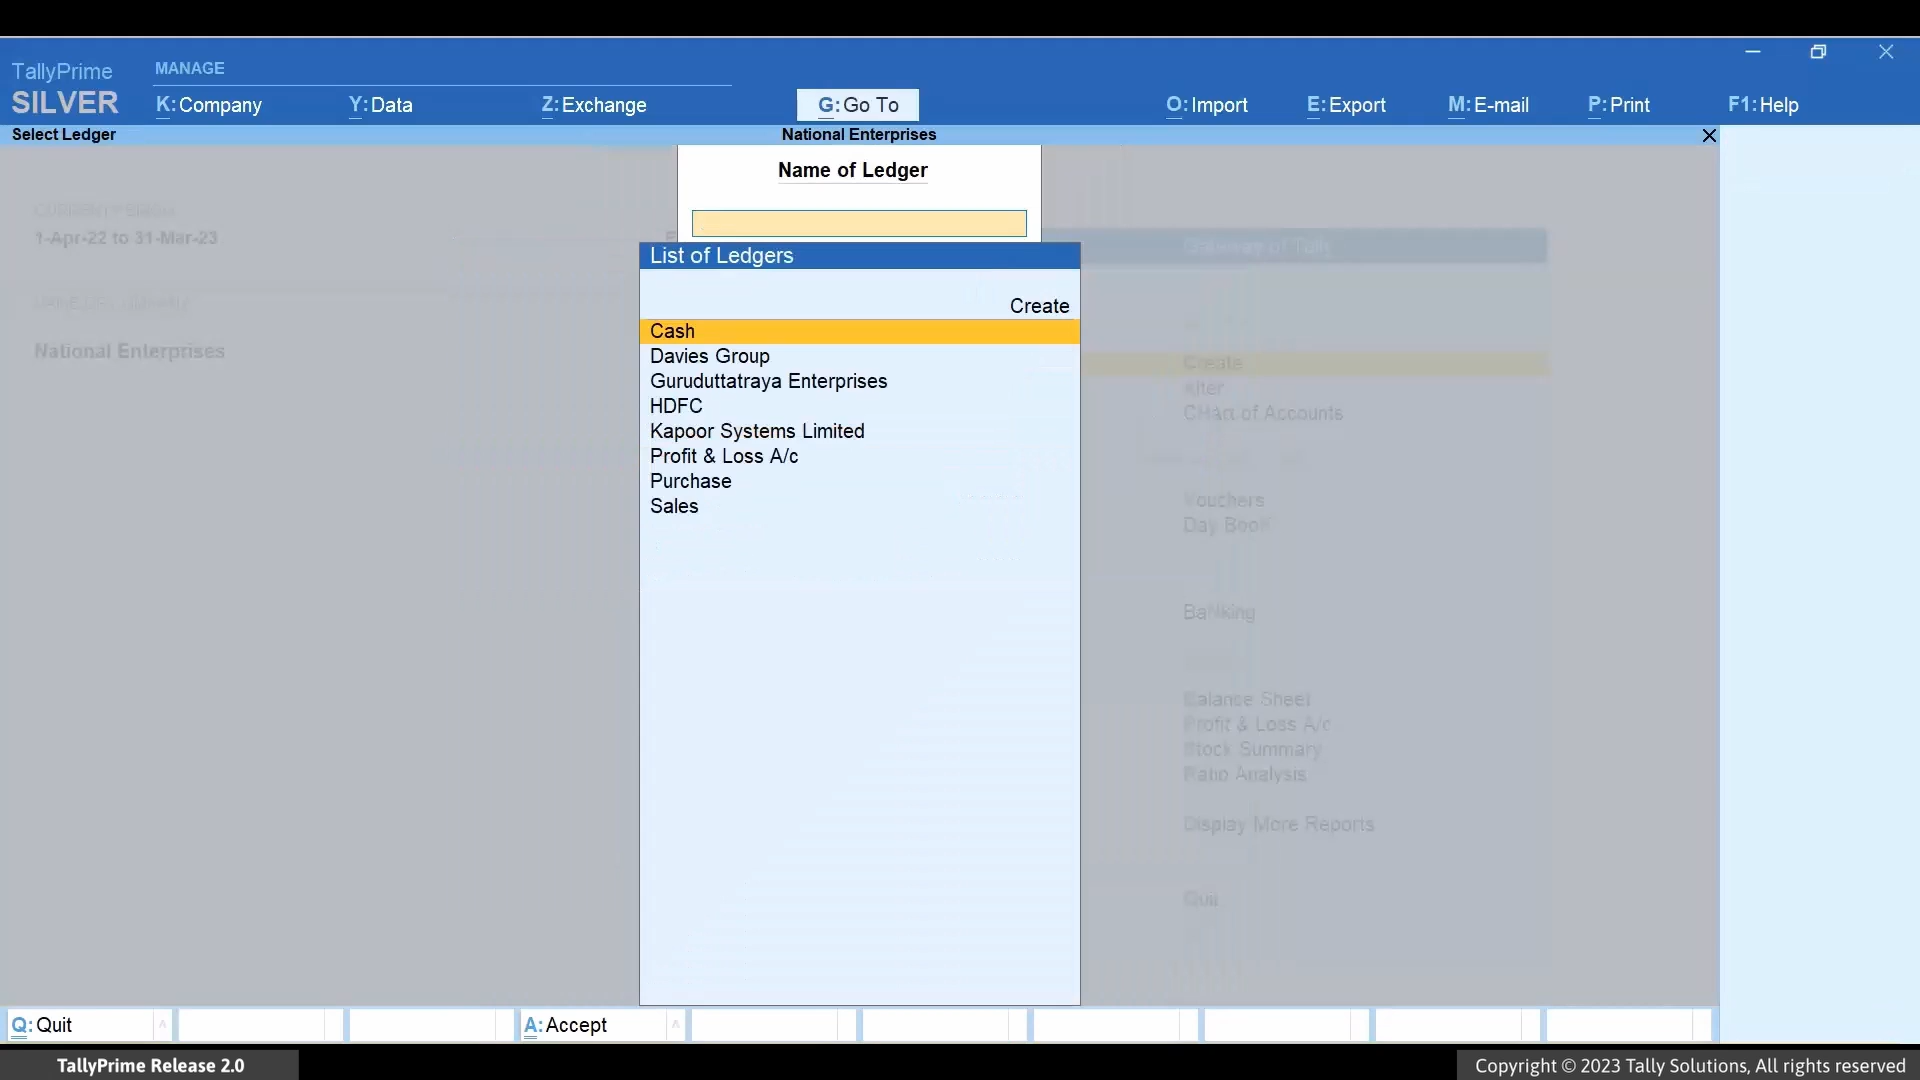 TallyPrime
SILVER
MANAGE
K: Company
Y: Data
Z: Exchange
G: Go To
O: Import
E: Export
M: E-mail
P: Print
F1: Help
Select Ledger
National Enterprises
Name of Ledger
1-Apr-22 to 31-Mar-23
National Enterprises
List of Ledgers
Create
Cash
Davies Group
Guruduttatraya Enterprises
HDFC
Kapoor Systems Limited
Profit & Loss A/c
Purchase
Sales
Create
Alter
CHart of Accounts
Vouchers
Day Book
BaNking
Balance Sheet
Profit & Loss A/c
Stock Summary
Ratio Analysis
Display More Reports
Quit
Q: Quit
A: Accept
TallyPrime Release 2.0
Copyright © 2023 Tally Solutions, All rights reserved